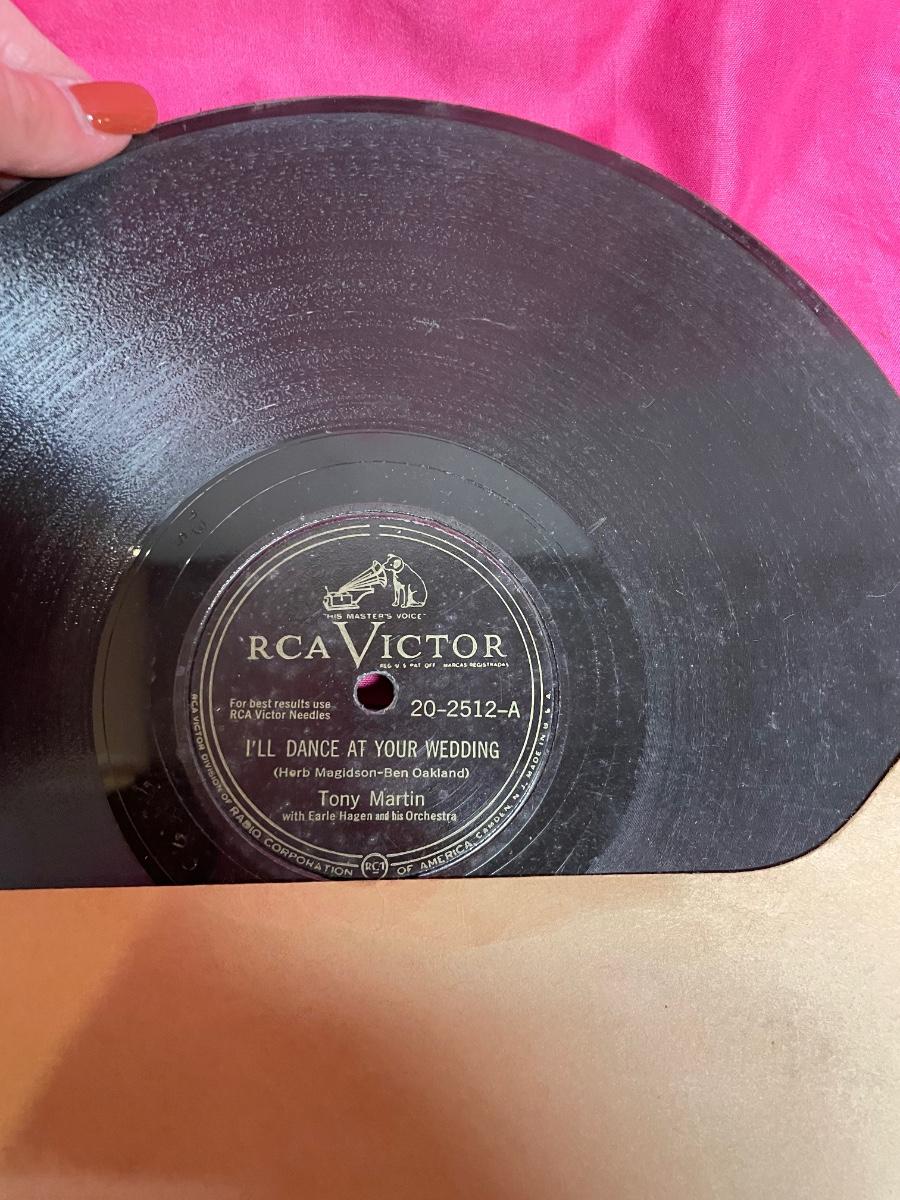 "HIS MASTER'S VOICE"
RCA VICTOR
REG. U. S. PAT. OFF. MARCAS REGISTRADAS
For best results use
RCA Victor Needles
20-2512-A
I'LL DANCE AT YOUR WEDDING
(Herb Magidson-Ben Oakland)
Tony Martin
with Earle Hagen and his Orchestra
RCA VICTOR DIVISION OF RADIO CORPORATION RCA OF AMERICA, CAMDEN, N. J. MADE IN U. S. A.